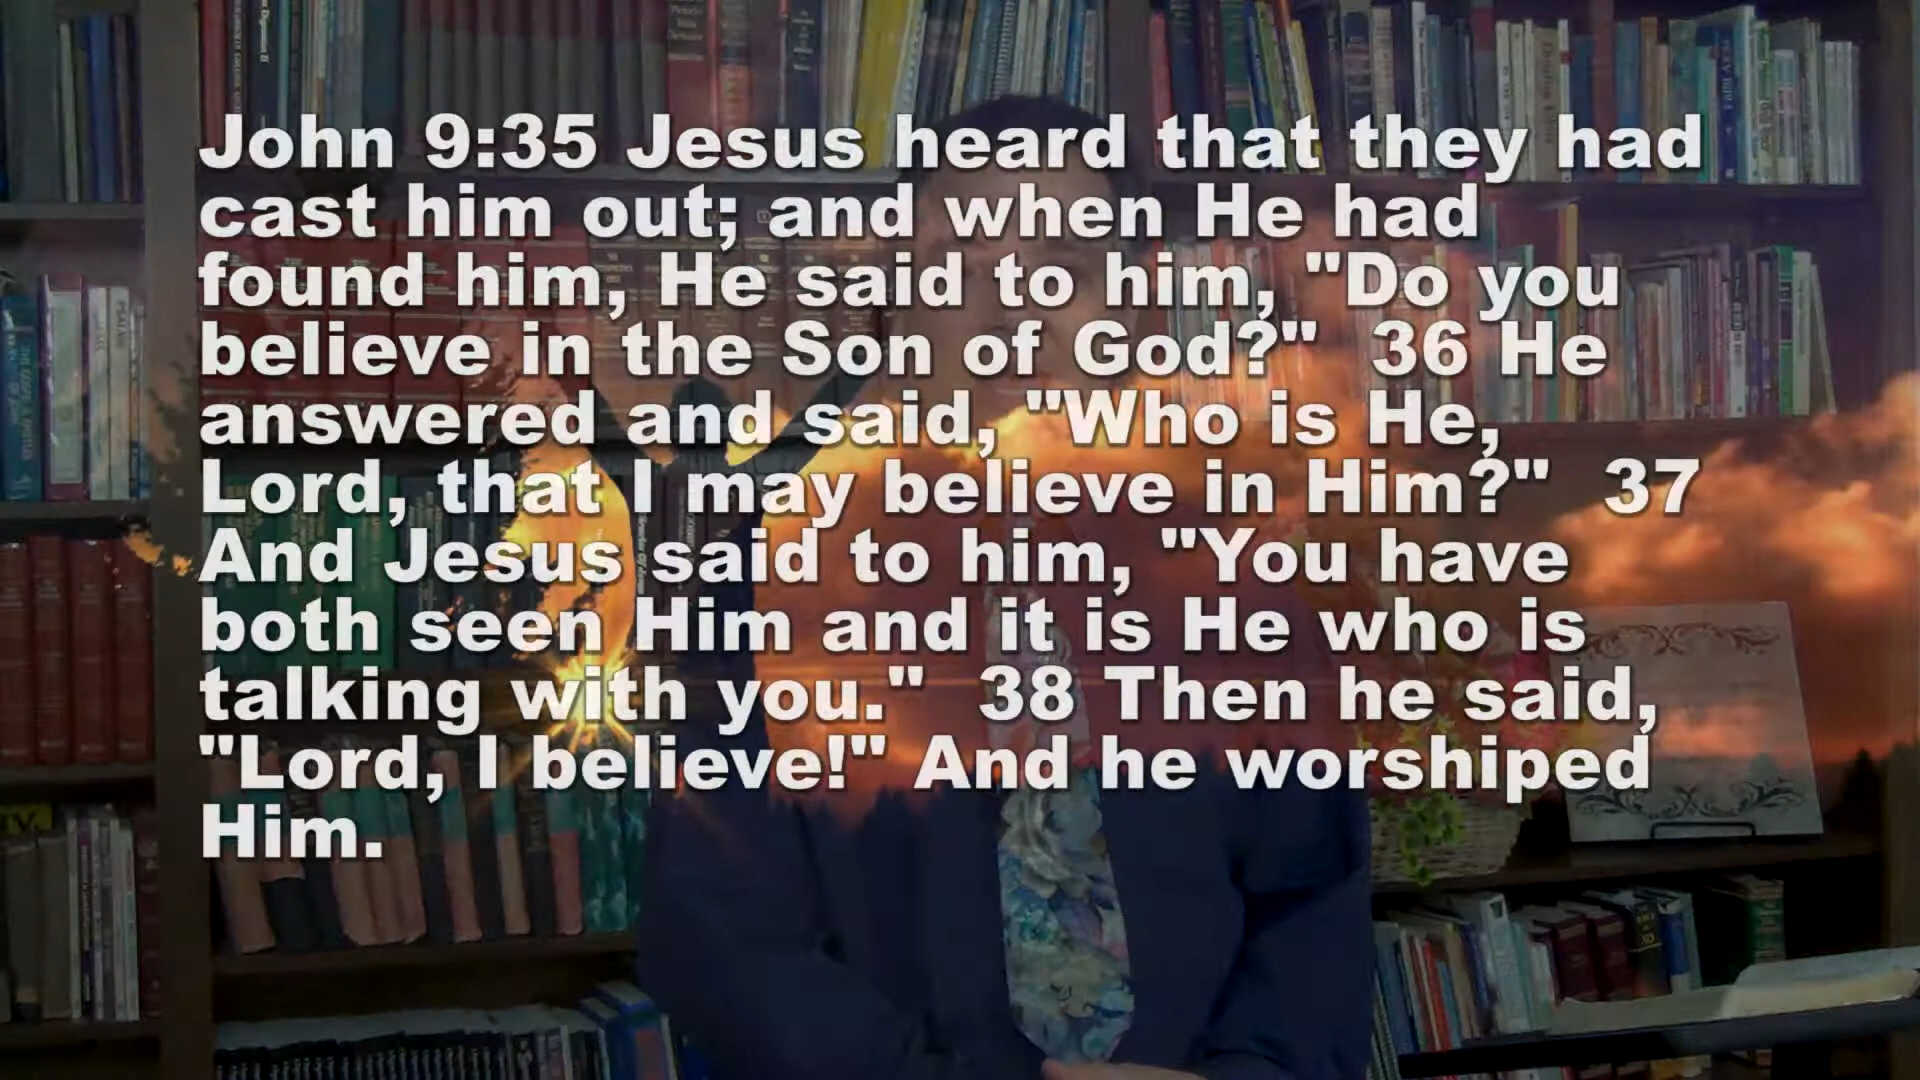 John 9:35 Jesus heard that they had
cast him out; and when He had
found him, He said to him, "Do you
believe in the Son of God?"  36 He
answered and said, "Who is He,
Lord, that I may believe in Him?"  37
And Jesus said to him, "You have
both seen Him and it is He who is
talking with you."  38 Then he said,
"Lord, I believe!" And he worshiped
Him.